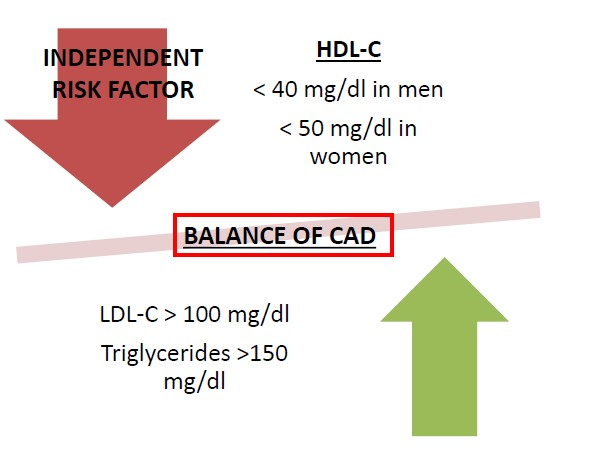 INDEPENDENT
RISK FACTOR
HDL-C
< 40 mg/dl in men
< 50 mg/dl in
women
BALANCE OF CAD
LDL-C > 100 mg/dl
Triglycerides >150
mg/dl